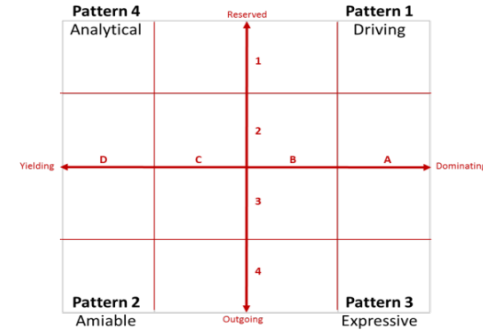 Pattern 4
Analytical
Reserved
Pattern 1
Driving
1
2
Yielding
D
C
B
A
Dominating
3
4
Pattern 2
Amiable
Outgoing
Pattern 3
Expressive